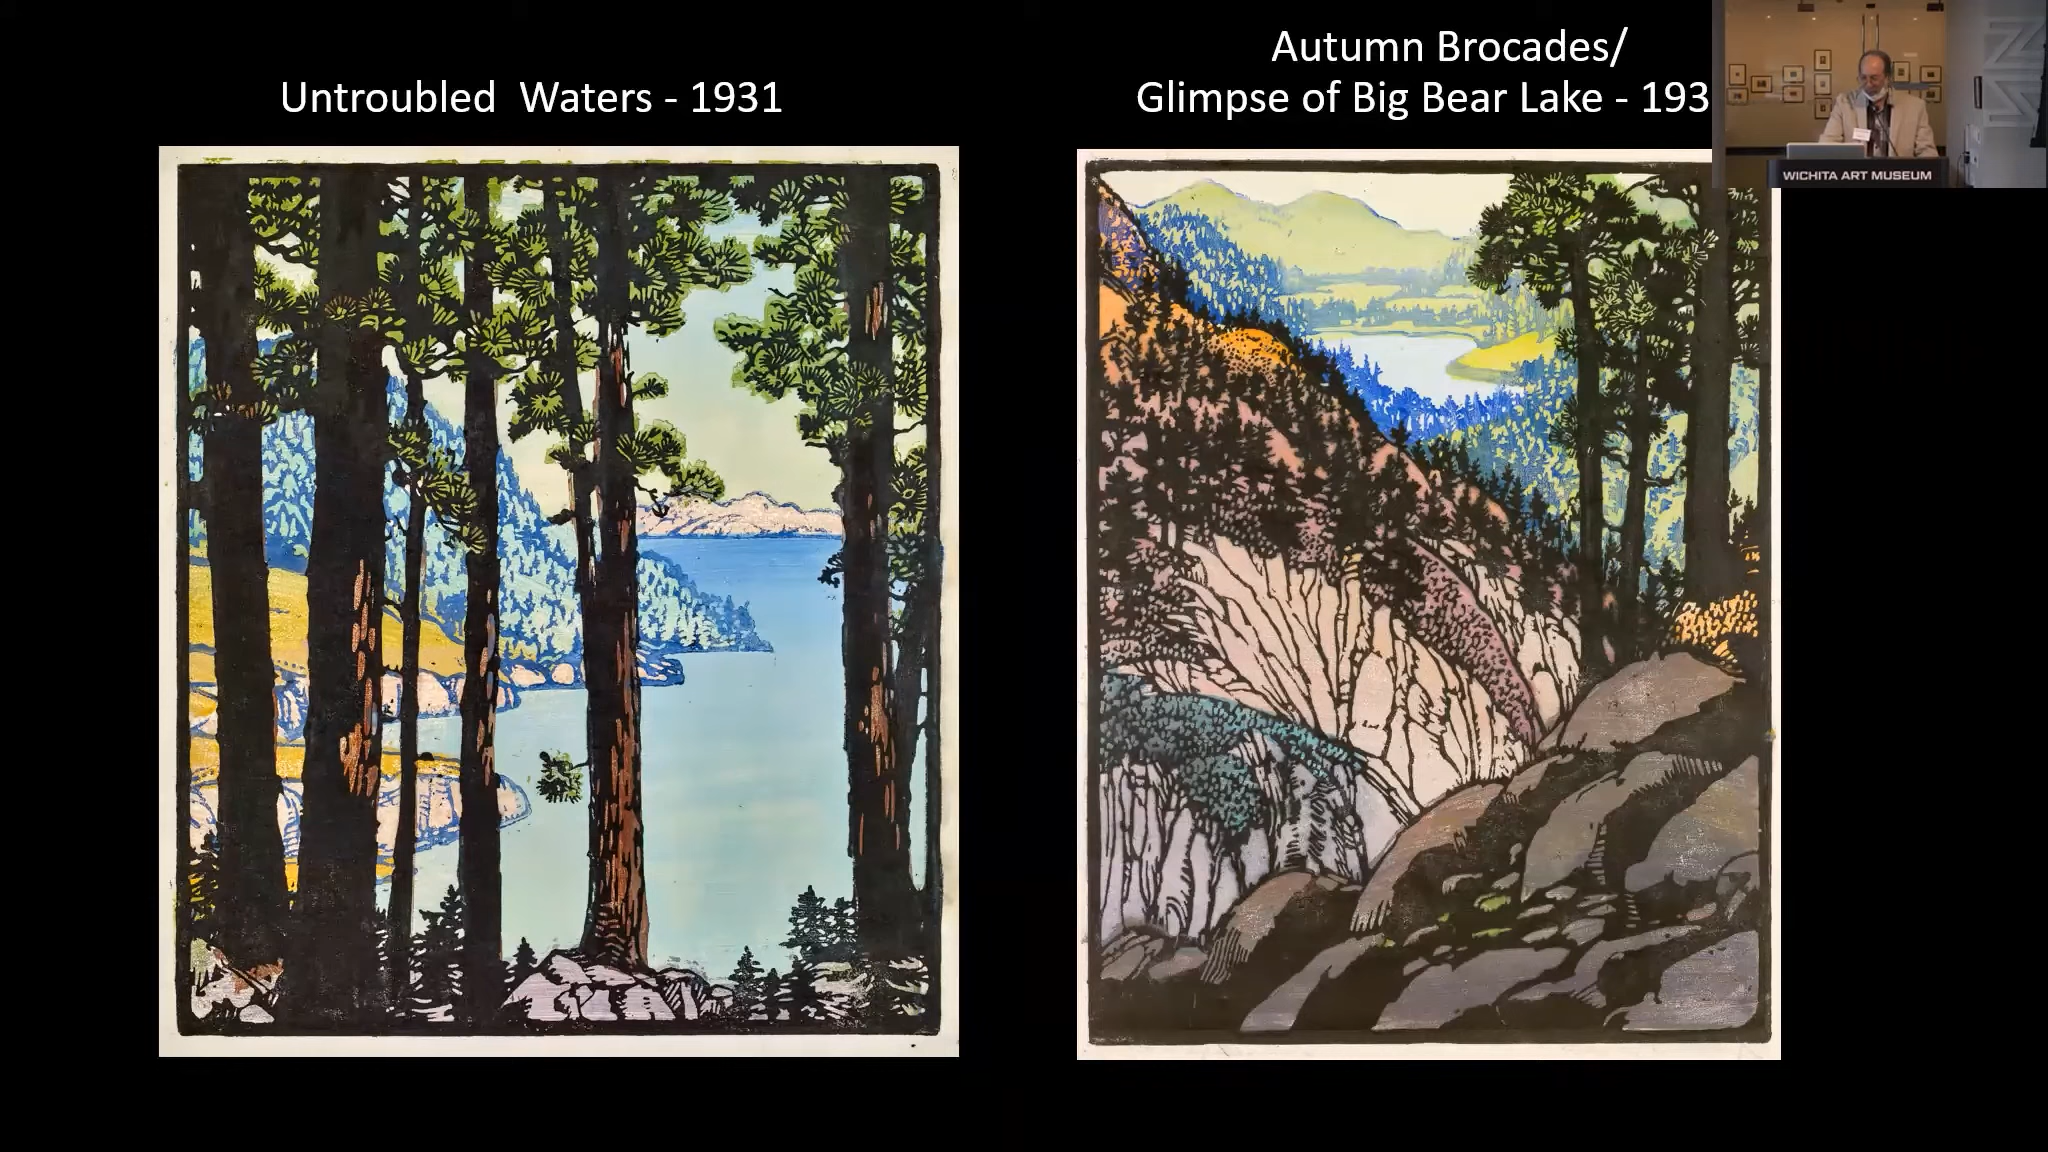 Untroubled  Waters - 1931
Autumn Brocades/
Glimpse of Big Bear Lake - 193
WICHITA ART MUSEUM